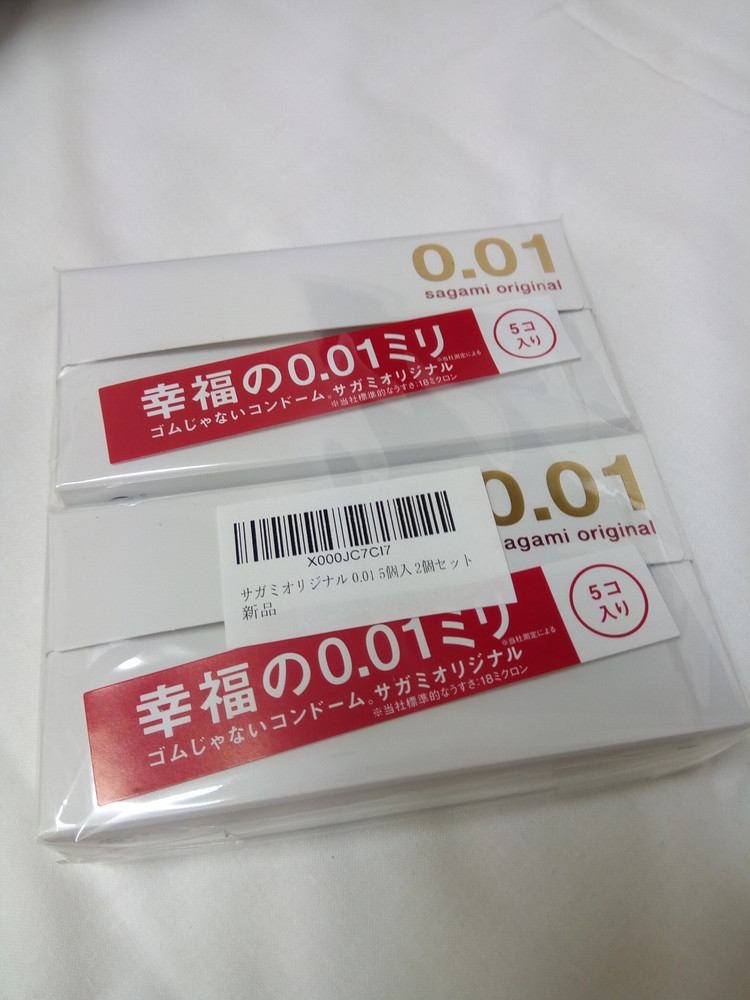 0.01
sagami original
幸福の0.01ミリ
※当社測定による
ゴムじゃないコンドーム。サガミオリジナル
※当社標準的なうすさ:18ミクロン
5コ
入り
0.01
agami original
X000JC7CI7
サガミオリジナル 0.01 5個入 2個セット
新品
幸福の0.01ミリ
※当社測定による
ゴムじゃないコンドーム。サガミオリジナル
※当社標準的なうすさ:18ミクロン
5コ
入り